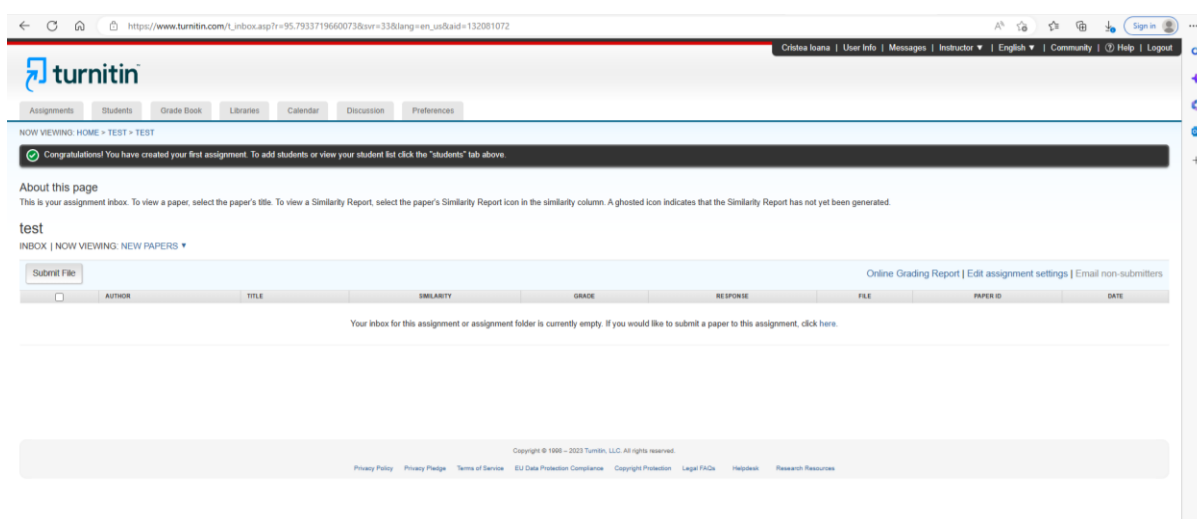 https://www.turnitin.com/t_inbox.asp?r=95.7933719660073&svr=33&lang=en_us&aid=132081072
Sign in
Cristea Ioana | User Info | Messages | Instructor ▼ | English ▼ | Community | ? Help | Logout
turnitin
Assignments Students Grade Book Libraries Calendar Discussion Preferences
NOW VIEWING: HOME > TEST > TEST
Congratulations! You have created your first assignment. To add students or view your student list click the "students" tab above.
About this page
This is your assignment inbox. To view a paper, select the paper's title. To view a Similarity Report, select the paper's Similarity Report icon in the similarity column. A ghosted icon indicates that the Similarity Report has not yet been generated.
test
INBOX | NOW VIEWING: NEW PAPERS ▼
Submit File Online Grading Report | Edit assignment settings | Email non-submitters
AUTHOR TITLE SIMILARITY GRADE RESPONSE FILE PAPER ID DATE
Your inbox for this assignment or assignment folder is currently empty. If you would like to submit a paper to this assignment, click here.
Copyright © 1998 – 2023 Turnitin, LLC. All rights reserved.
Privacy Policy Privacy Pledge Terms of Service EU Data Protection Compliance Copyright Protection Legal FAQs Helpdesk Research Resources